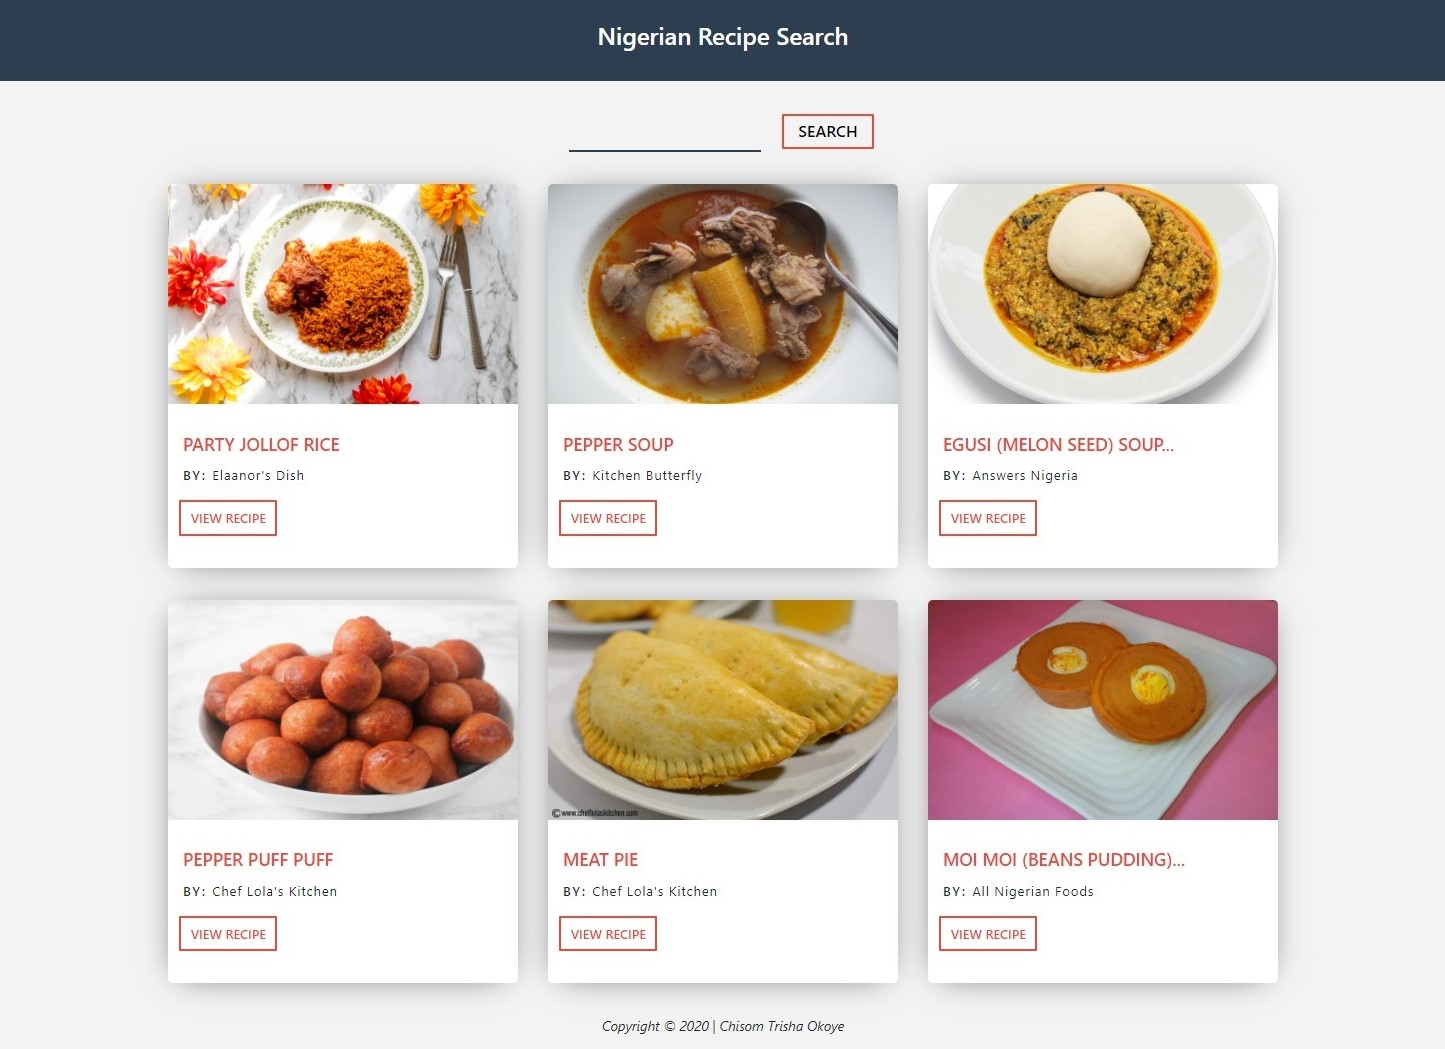 Nigerian Recipe Search
SEARCH
PARTY JOLLOF RICE
BY: Elaanor's Dish
VIEW RECIPE
PEPPER SOUP
BY: Kitchen Butterfly
VIEW RECIPE
EGUSI (MELON SEED) SOUP...
BY: Answers Nigeria
VIEW RECIPE
©www.cheflolaskitchen.com
PEPPER PUFF PUFF
BY: Chef Lola's Kitchen
VIEW RECIPE
MEAT PIE
BY: Chef Lola's Kitchen
VIEW RECIPE
MOI MOI (BEANS PUDDING)...
BY: All Nigerian Foods
VIEW RECIPE
Copyright © 2020 | Chisom Trisha Okoye